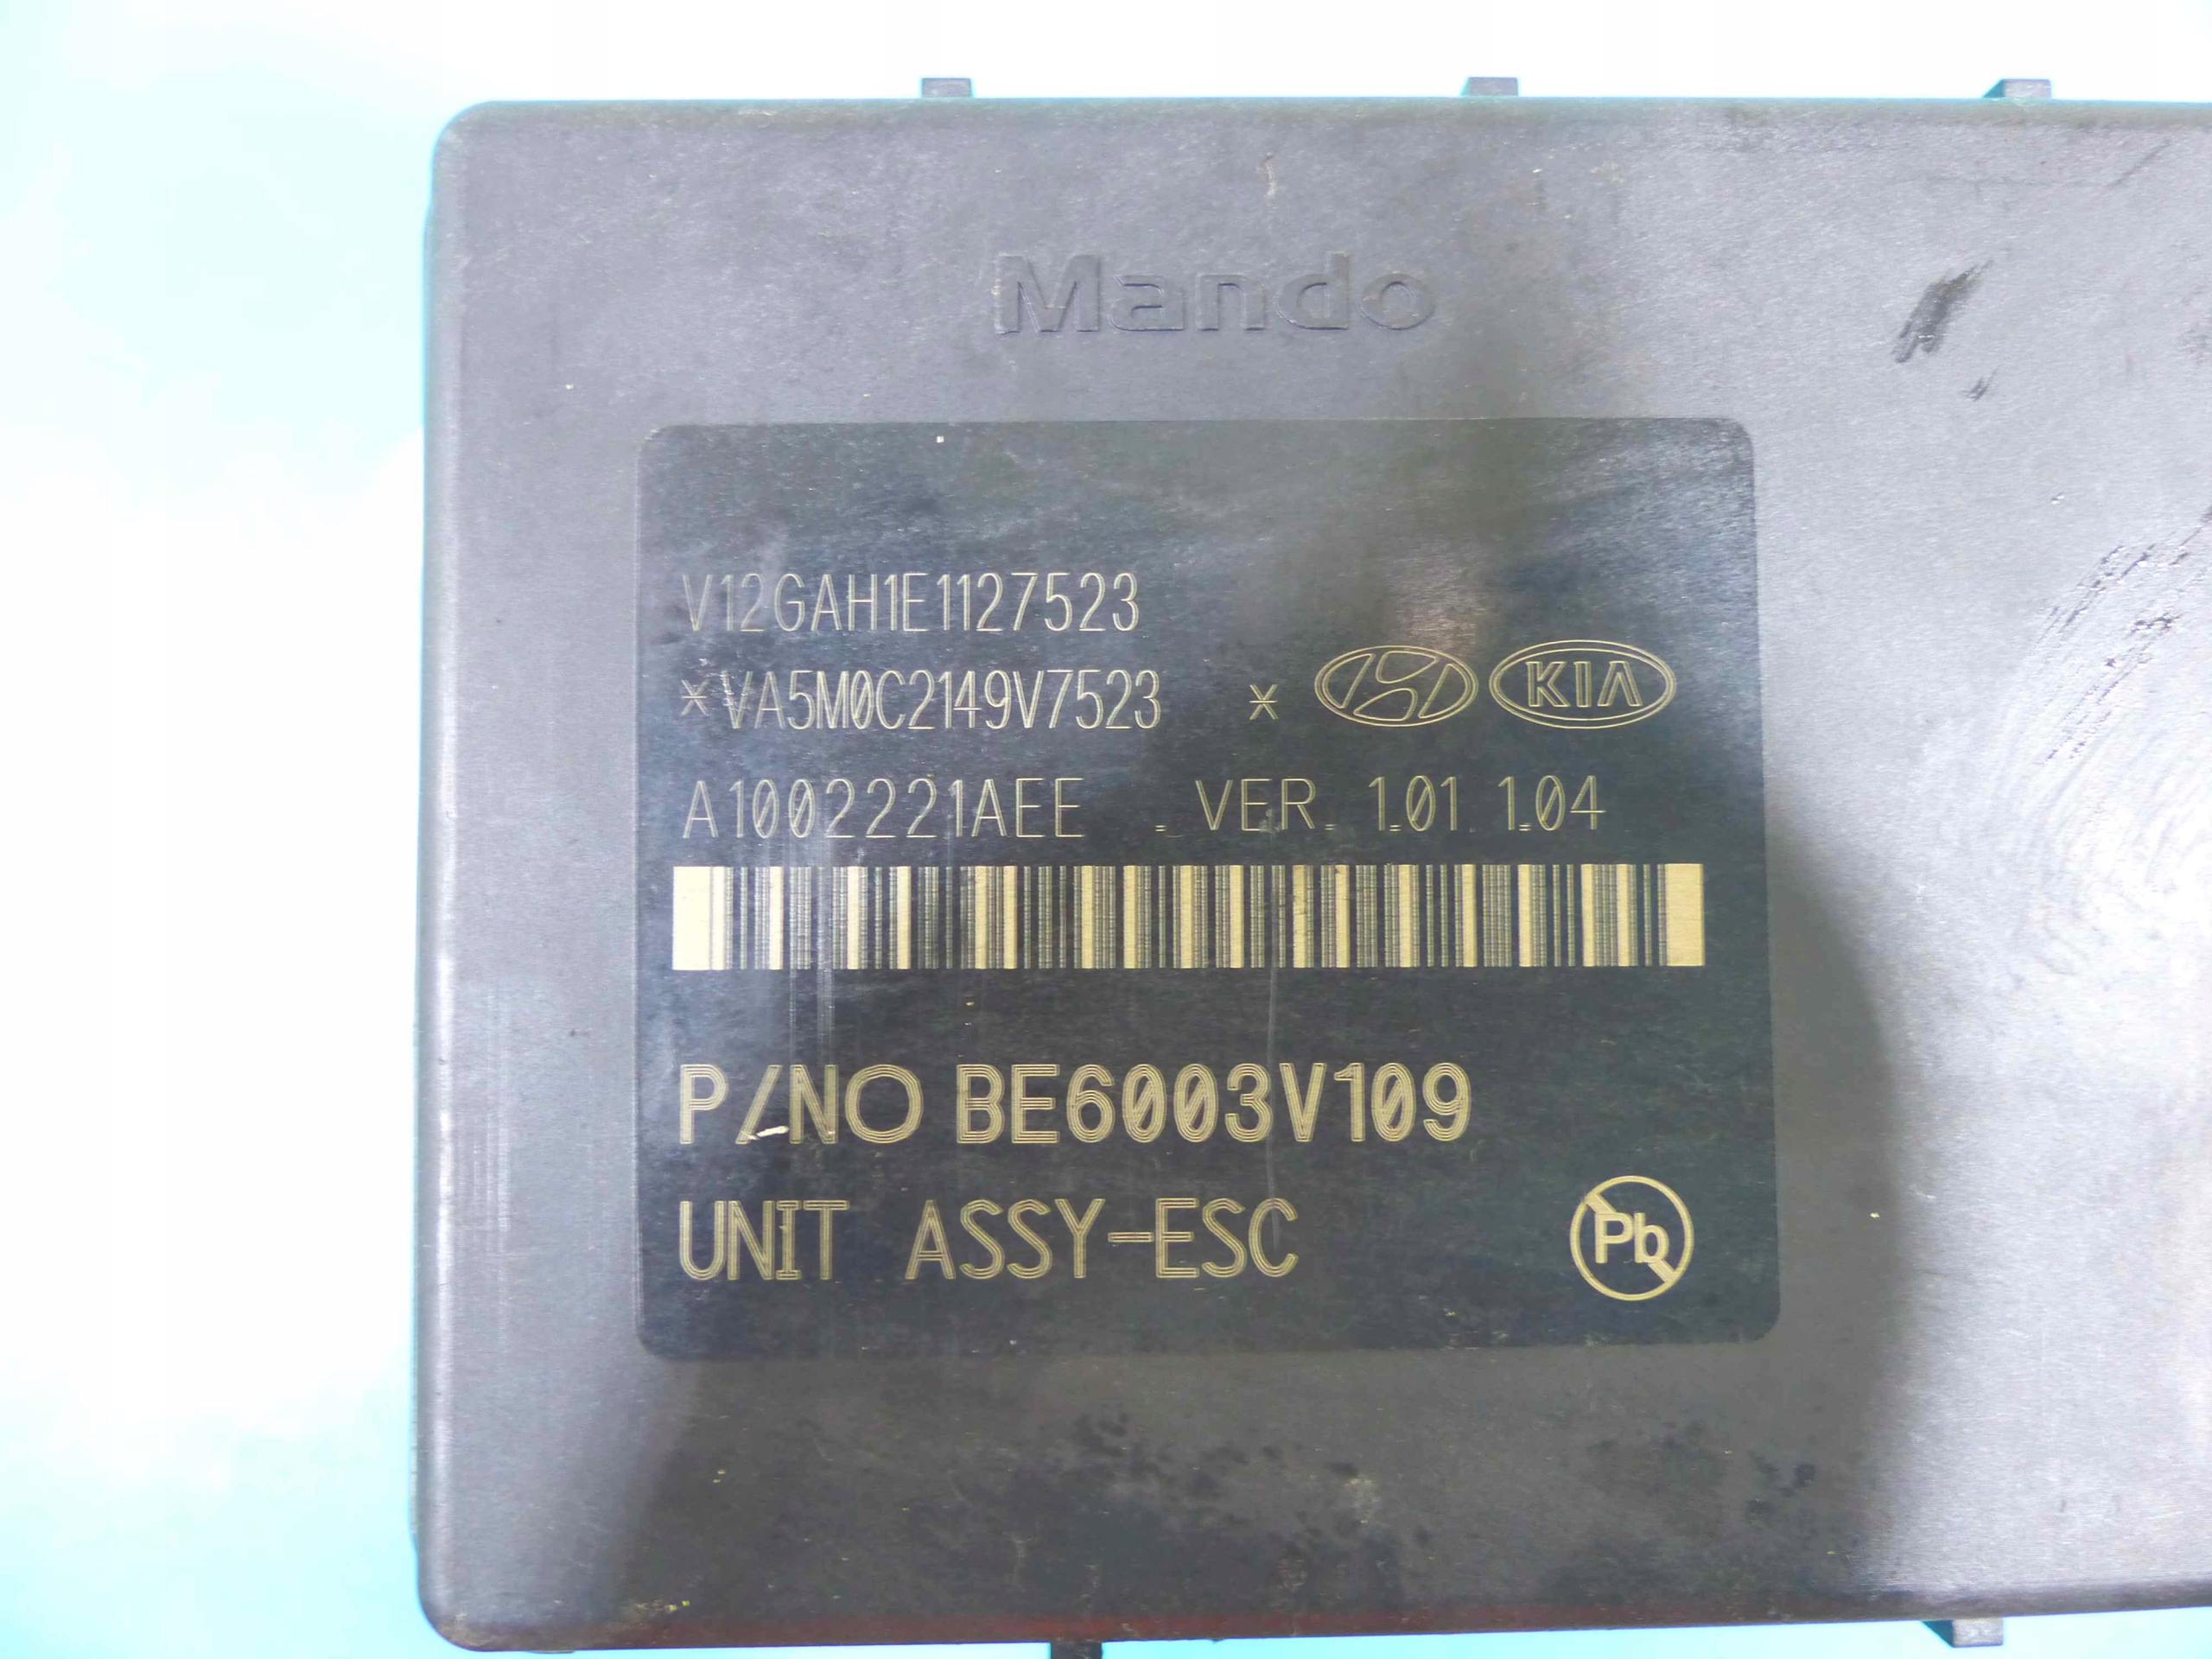 Mando
V12GAH1E1127523
*VA5M0C2149V7523 * KIA
A1002221AEE . VER. 1.01 1.04
P/NO BE6003V109
UNIT ASSY-ESC
Pb